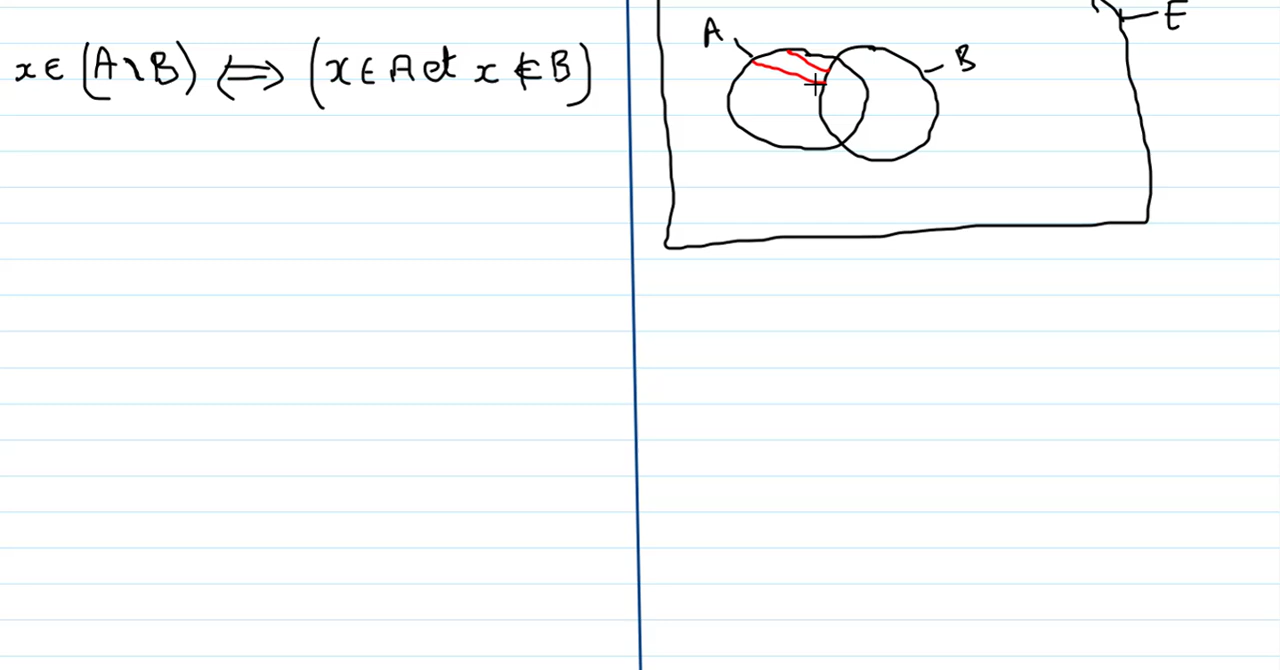 x ∈ (A \ B) ⟺ (x ∈ A et x ∉ B)
E
A
B